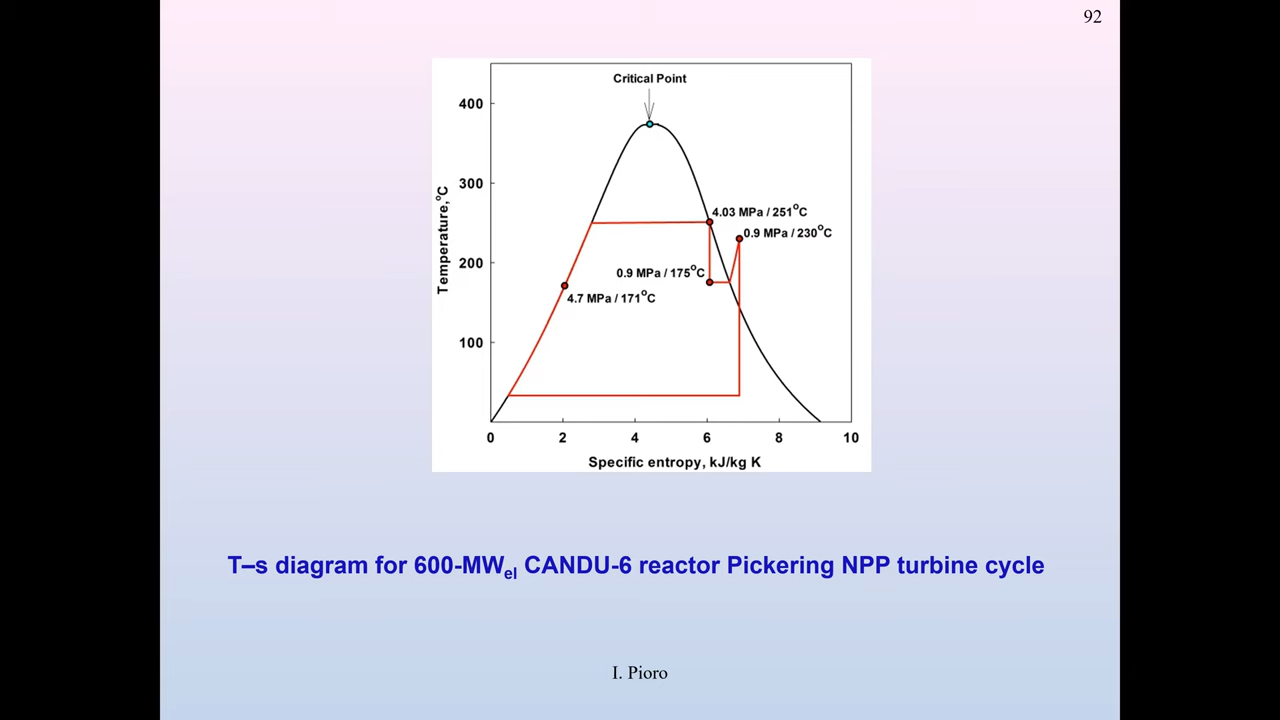 92
Critical Point
400
300
200
100
Temperature,°C
4.03 MPa / 251°C
0.9 MPa / 230°C
0.9 MPa / 175°C
4.7 MPa / 171°C
0 2 4 6 8 10
Specific entropy, kJ/kg K
T–s diagram for 600-MWel CANDU-6 reactor Pickering NPP turbine cycle
I. Pioro